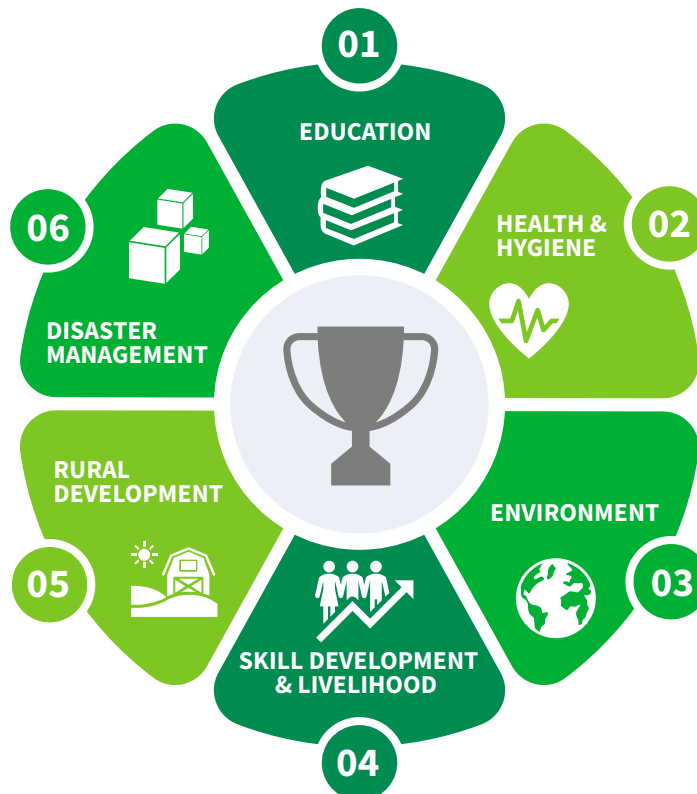 01
EDUCATION
02
HEALTH &
HYGIENE
03
ENVIRONMENT
04
SKILL DEVELOPMENT
& LIVELIHOOD
05
RURAL
DEVELOPMENT
06
DISASTER
MANAGEMENT